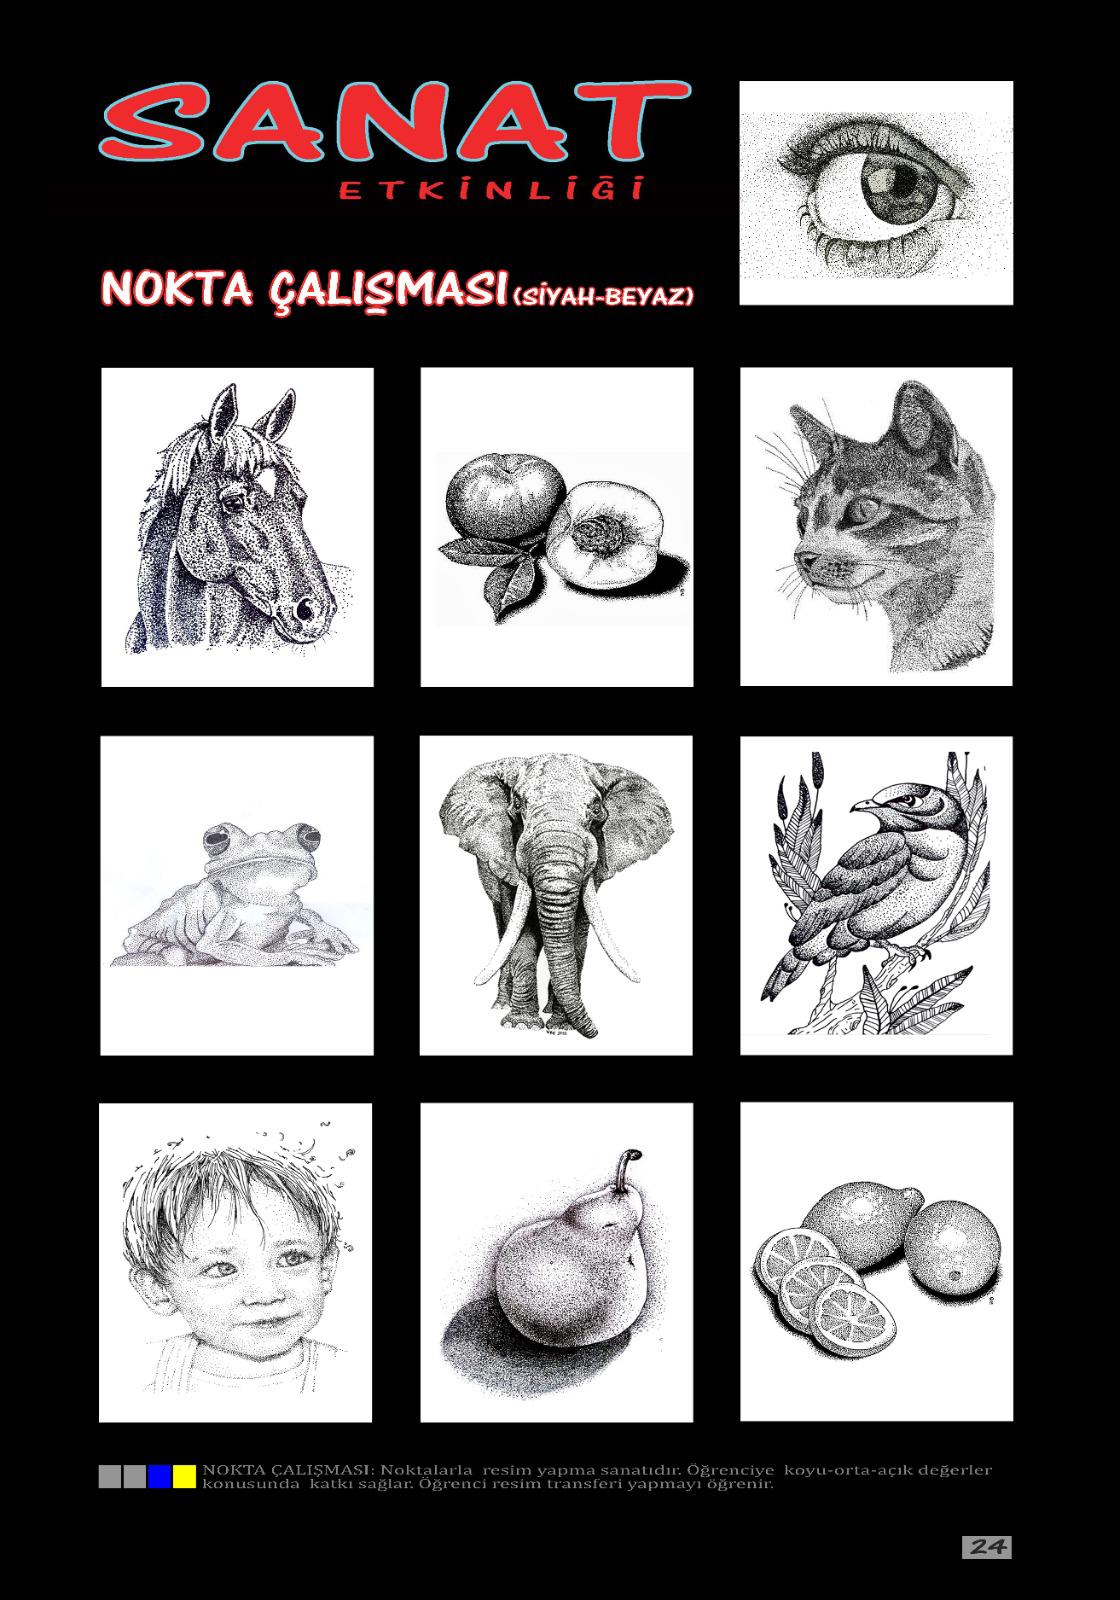 SANAT
ETKİNLİĞİ
NOKTA ÇALIŞMASI (SİYAH-BEYAZ)
NOKTA ÇALIŞMASI: Noktalarla resim yapma sanatıdır. Öğrenciye koyu-orta-açık değerler
konusunda katkı sağlar. Öğrenci resim transferi yapmayı öğrenir.
24